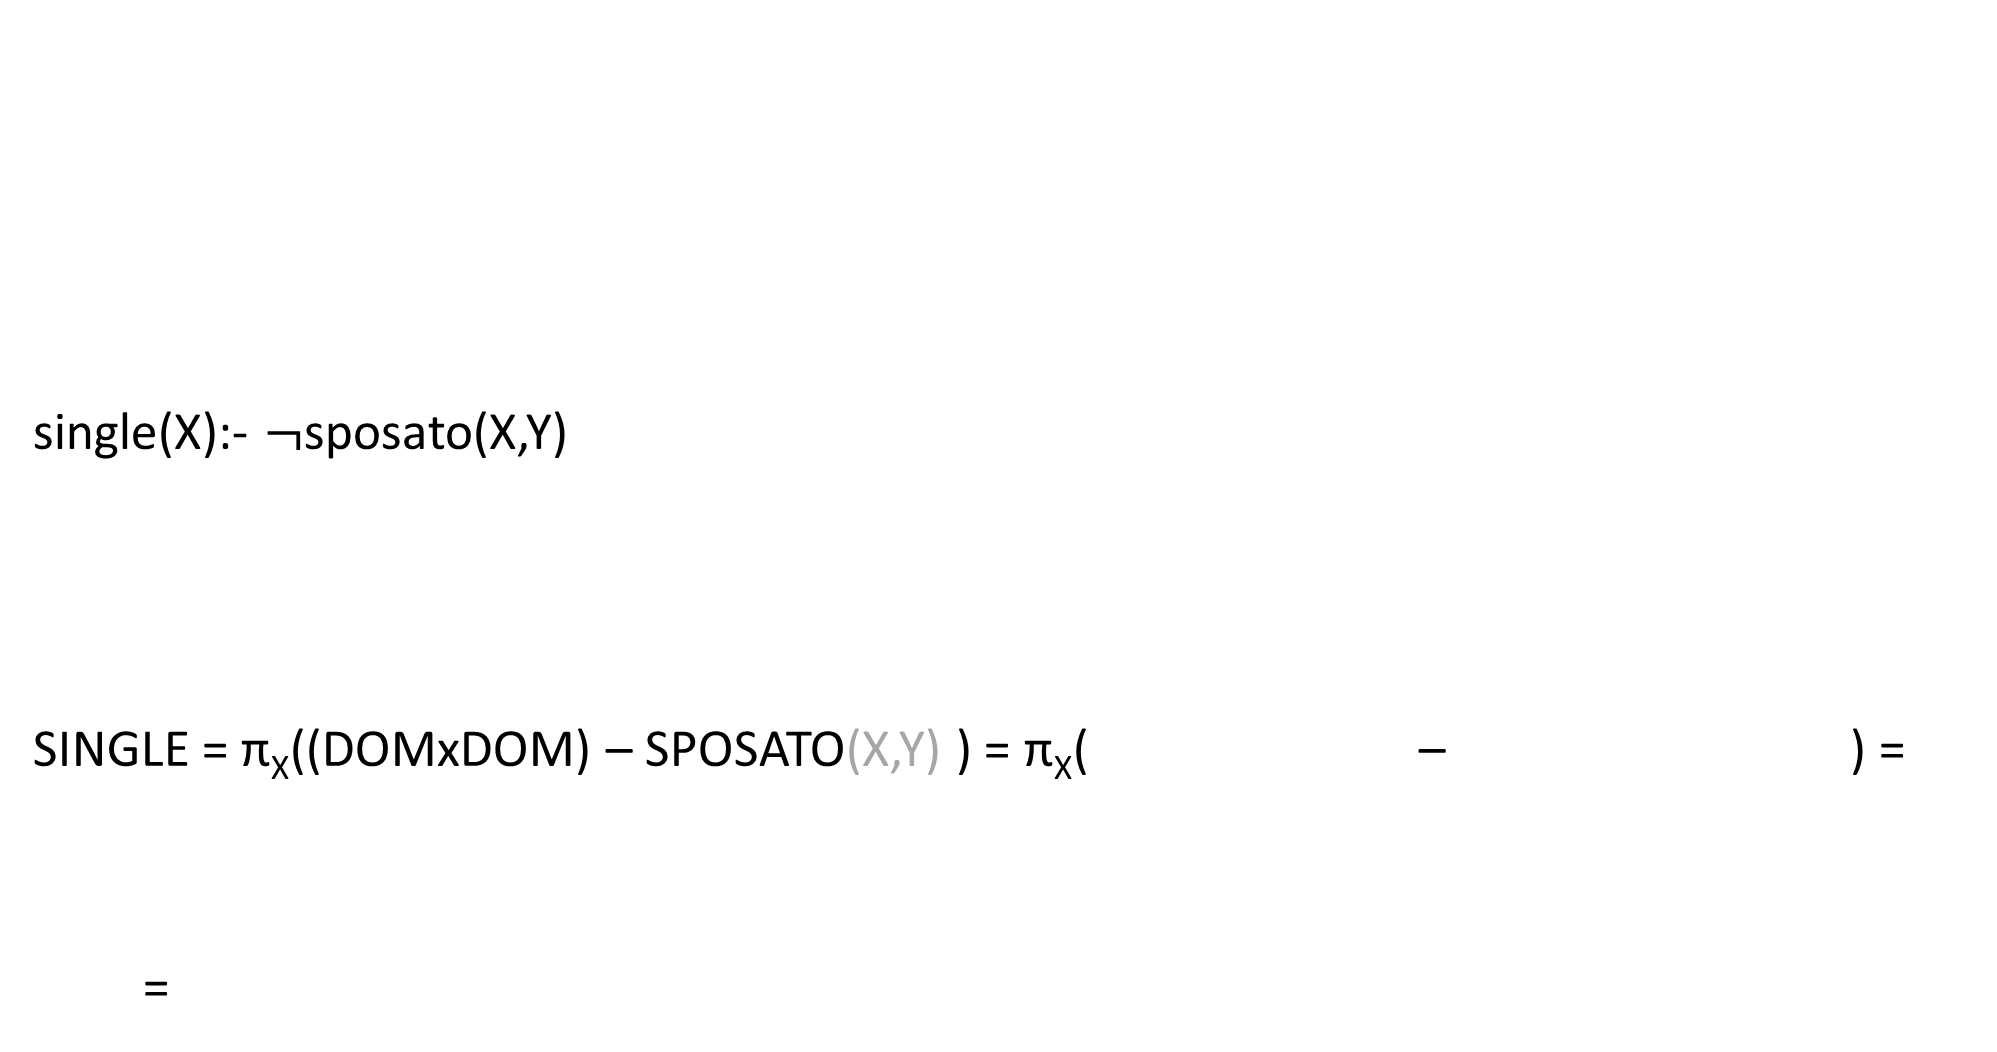 single(X):- ¬sposato(X,Y)
SINGLE = πX((DOMxDOM) – SPOSATO(X,Y) ) = πX( – ) =
=